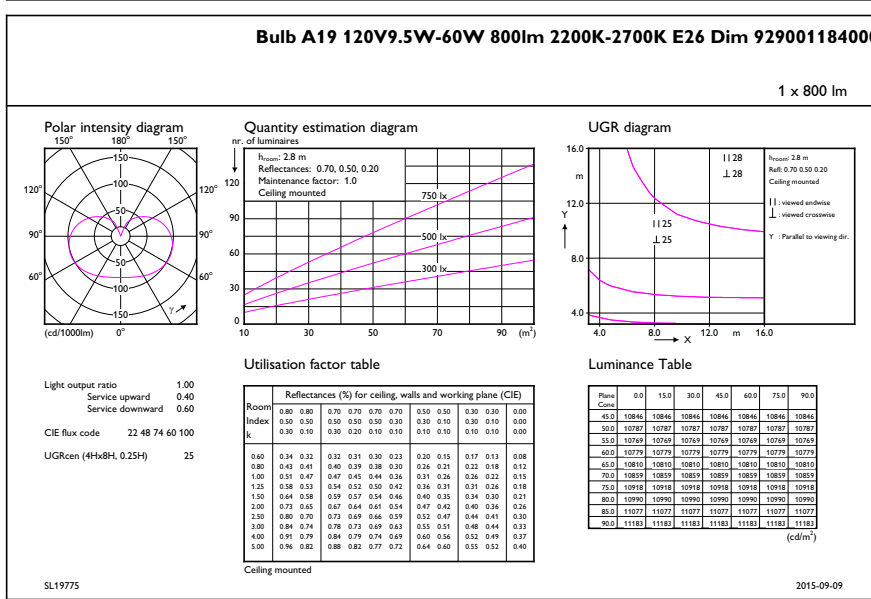 Bulb A19 120V9.5W-60W 800lm 2200K-2700K E26 Dim 929001184000
1 x 800 lm
Polar intensity diagram
150° 180° 150°
120° 120°
90° 90°
60° 60°
150
100
50
50
100
150
γ
(cd/1000lm) 0°
Quantity estimation diagram
nr. of luminaires
hroom: 2.8 m
Reflectances: 0.70, 0.50, 0.20
Maintenance factor: 1.0
Ceiling mounted
120
90
60
30
0
750 lx
500 lx
300 lx
10 30 50 70 90 (m²)
UGR diagram
16.0
m
12.0
Y
8.0
4.0
|| 28
⊥ 28
|| 25
⊥ 25
4.0 8.0 12.0 m 16.0
X
hroom: 2.8 m
Refl: 0.70 0.50 0.20
Ceiling mounted
|| : viewed endwise
⊥ : viewed crosswise
Y : Parallel to viewing dir.
Light output ratio 1.00
Service upward 0.40
Service downward 0.60
CIE flux code 22 48 74 60 100
UGRcen (4Hx8H, 0.25H) 25
Utilisation factor table
Room Index k
Reflectances (%) for ceiling, walls and working plane (CIE)
0.80 0.80 0.70 0.70 0.70 0.70 0.50 0.50 0.30 0.30 0.00
0.50 0.50 0.50 0.50 0.50 0.30 0.30 0.10 0.30 0.10 0.00
0.30 0.10 0.30 0.20 0.10 0.10 0.10 0.10 0.10 0.10 0.00
0.60 0.34 0.32 0.32 0.31 0.30 0.23 0.20 0.15 0.17 0.13 0.08
0.80 0.43 0.41 0.40 0.39 0.38 0.30 0.26 0.21 0.22 0.18 0.12
1.00 0.51 0.47 0.47 0.45 0.44 0.36 0.31 0.26 0.26 0.22 0.15
1.25 0.58 0.53 0.54 0.52 0.50 0.42 0.36 0.31 0.31 0.26 0.18
1.50 0.64 0.58 0.59 0.57 0.54 0.46 0.40 0.35 0.34 0.30 0.21
2.00 0.73 0.65 0.67 0.64 0.61 0.54 0.47 0.42 0.40 0.36 0.26
2.50 0.80 0.70 0.73 0.69 0.66 0.59 0.52 0.47 0.44 0.41 0.30
3.00 0.84 0.74 0.78 0.73 0.69 0.63 0.55 0.51 0.48 0.44 0.33
4.00 0.91 0.79 0.84 0.79 0.74 0.69 0.60 0.56 0.52 0.49 0.37
5.00 0.96 0.82 0.88 0.82 0.77 0.72 0.64 0.60 0.55 0.52 0.40
Ceiling mounted
Luminance Table
Plane Cone 0.0 15.0 30.0 45.0 60.0 75.0 90.0
45.0 10846 10846 10846 10846 10846 10846 10846
50.0 10787 10787 10787 10787 10787 10787 10787
55.0 10769 10769 10769 10769 10769 10769 10769
60.0 10779 10779 10779 10779 10779 10779 10779
65.0 10810 10810 10810 10810 10810 10810 10810
70.0 10859 10859 10859 10859 10859 10859 10859
75.0 10918 10918 10918 10918 10918 10918 10918
80.0 10990 10990 10990 10990 10990 10990 10990
85.0 11077 11077 11077 11077 11077 11077 11077
90.0 11183 11183 11183 11183 11183 11183 11183
(cd/m²)
SL19775
2015-09-09